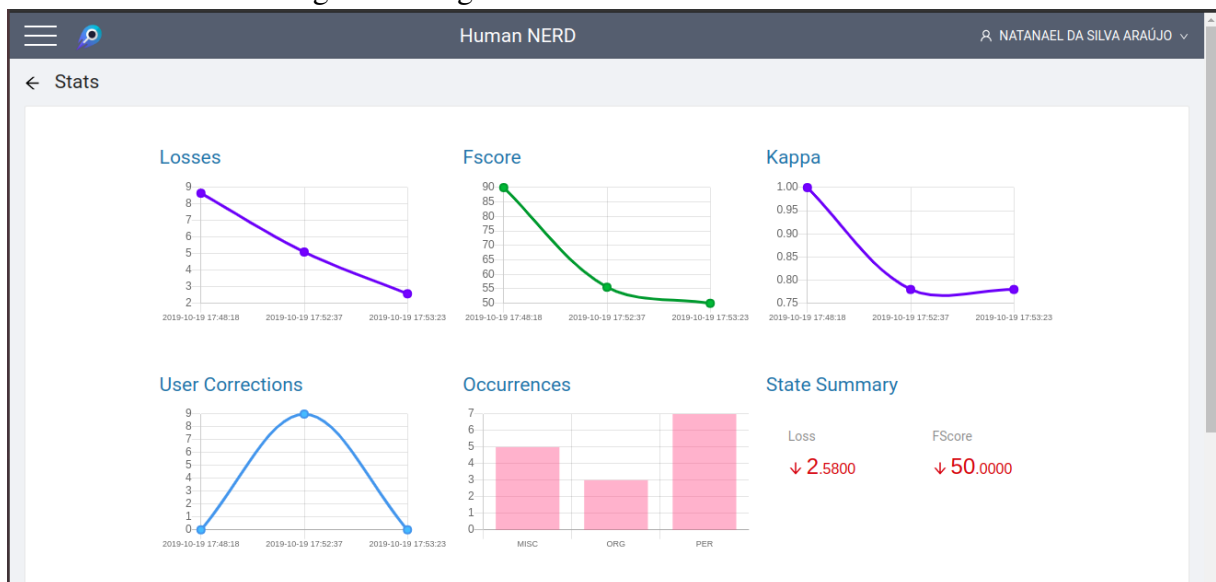 Human NERD
NATANAEL DA SILVA ARAÚJO
← Stats
Losses
9
8
7
6
5
4
3
2
2019-10-19 17:48:18 2019-10-19 17:52:37 2019-10-19 17:53:23
Fscore
90
85
80
75
70
65
60
55
50
2019-10-19 17:48:18 2019-10-19 17:52:37 2019-10-19 17:53:23
Kappa
1.00
0.95
0.90
0.85
0.80
0.75
2019-10-19 17:48:18 2019-10-19 17:52:37 2019-10-19 17:53:23
User Corrections
9
8
7
6
5
4
3
2
1
0
2019-10-19 17:48:18 2019-10-19 17:52:37 2019-10-19 17:53:23
Occurrences
7
6
5
4
3
2
1
0
MISC ORG PER
State Summary
Loss FScore
↓ 2.5800 ↓ 50.0000